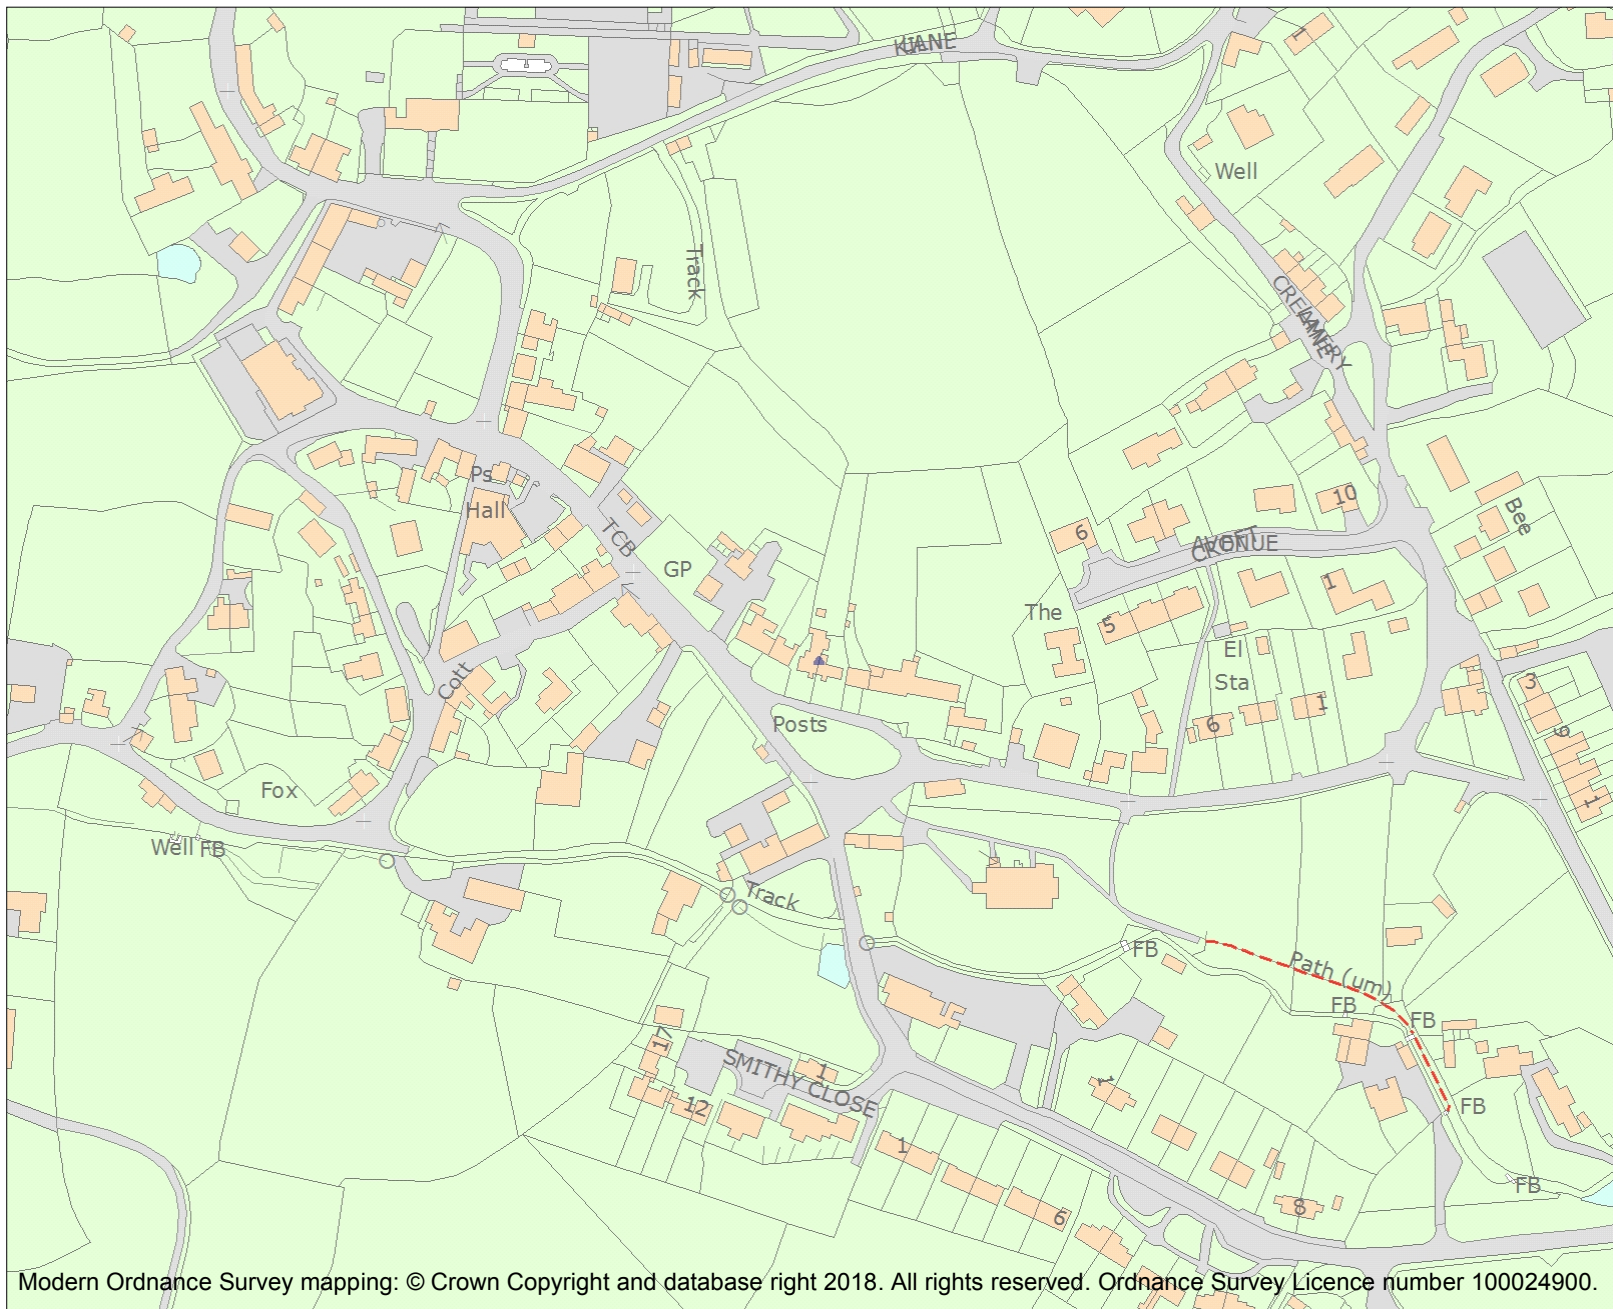 LANE
1
Well
Track
CREAMERY
LANE
Ps
Hall
10
Bee
TCB
6
AVENUE
CROFT
GP
1
The
5
El
Sta
Cott
3
1
6
9
Posts
Fox
1
Well
FB
Track
FB
Path (um)
FB
FB
17
1
SMITHY CLOSE
1
12
FB
1
FB
8
6
Modern Ordnance Survey mapping: © Crown Copyright and database right 2018. All rights reserved. Ordnance Survey Licence number 100024900.